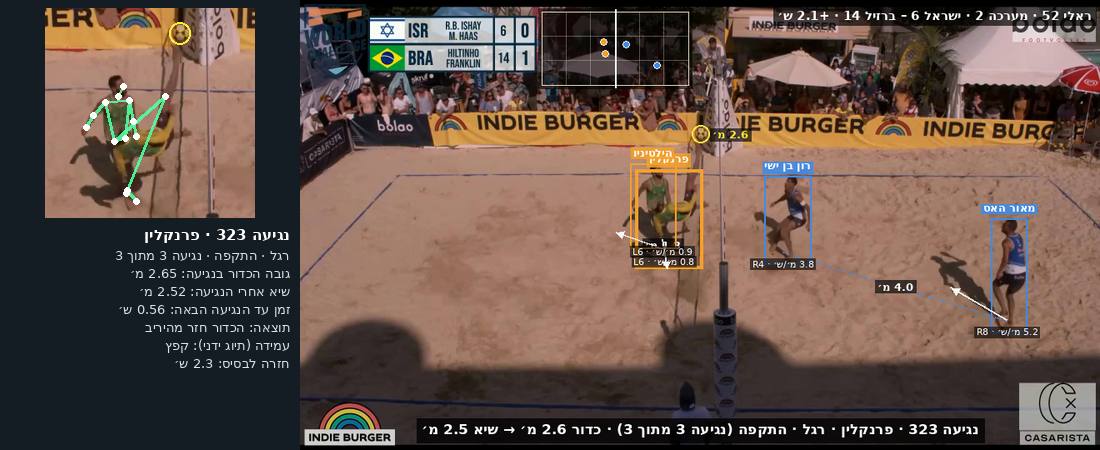 ראלי 52 · מערכה 2 · ישראל 6 – ברזיל 14 · +2.1 ש׳
ISR R.B. ISHAY M. HAAS 6 0
BRA HILTINHO FRANKLIN 14 1
bolao
FOOTVOLLEY
INDIE BURGER
CASARISTA
bolao
INDIE BURGER
INDIE BURGER
INDIE BURGER
2.6 מ׳
הילטיניו
פרנקלין
רון בן ישי
מאור האס
L6 · 0.9 מ׳/ש׳
L6 · 0.8 מ׳/ש׳
R4 · 3.8 מ׳/ש׳
4.0 מ׳
R8 · 5.2 מ׳/ש׳
נגיעה 323 · פרנקלין
רגל · התקפה · נגיעה 3 מתוך 3
גובה הכדור בנגיעה: 2.65 מ׳
שיא אחרי הנגיעה: 2.52 מ׳
זמן עד הנגיעה הבאה: 0.56 ש׳
תוצאה: הכדור חזר מהיריב
עמידה (תיוג ידני): קפץ
חזרה לבסיס: 2.3 ש׳
INDIE BURGER
נגיעה 323 · פרנקלין · רגל · התקפה (נגיעה 3 מתוך 3) · כדור 2.6 מ׳ → שיא 2.5 מ׳
CASARISTA